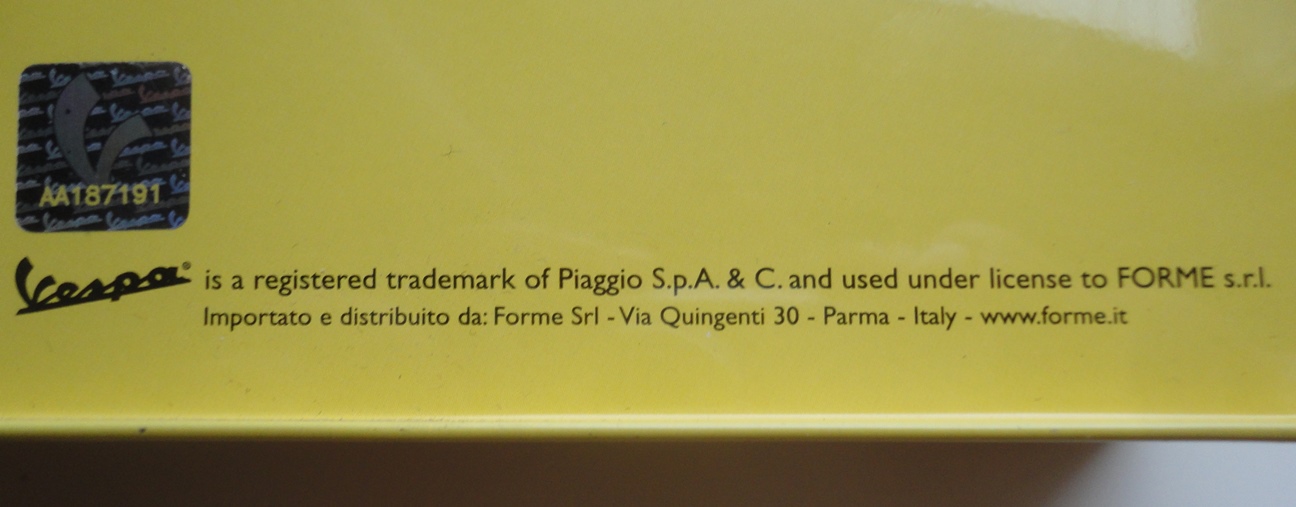 AA187191
Vespa® is a registered trademark of Piaggio S.p.A. & C. and used under license to FORME s.r.l.
Importato e distribuito da: Forme Srl - Via Quingenti 30 - Parma - Italy - www.forme.it